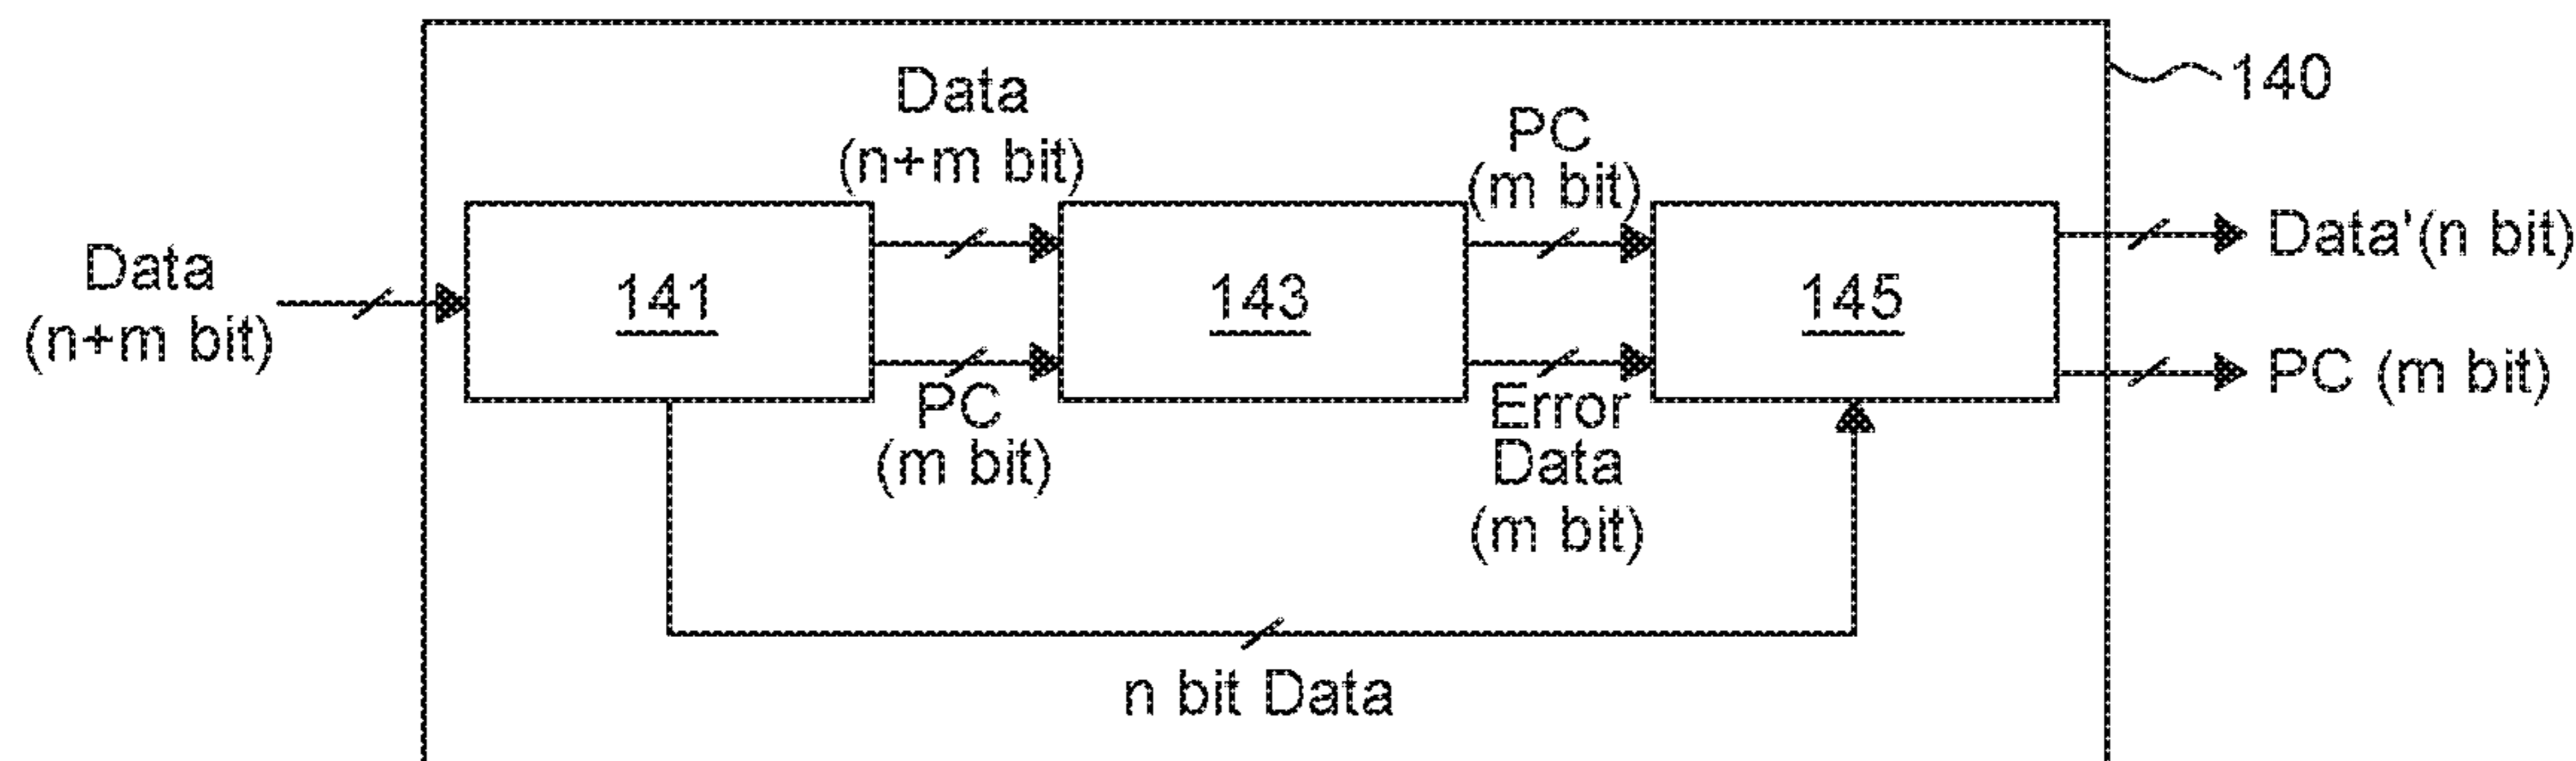 140
Data
(n+m bit)
PC
(m bit)
Data
(n+m bit)
141
143
145
Data'(n bit)
PC (m bit)
PC
(m bit)
Error
Data
(m bit)
n bit Data